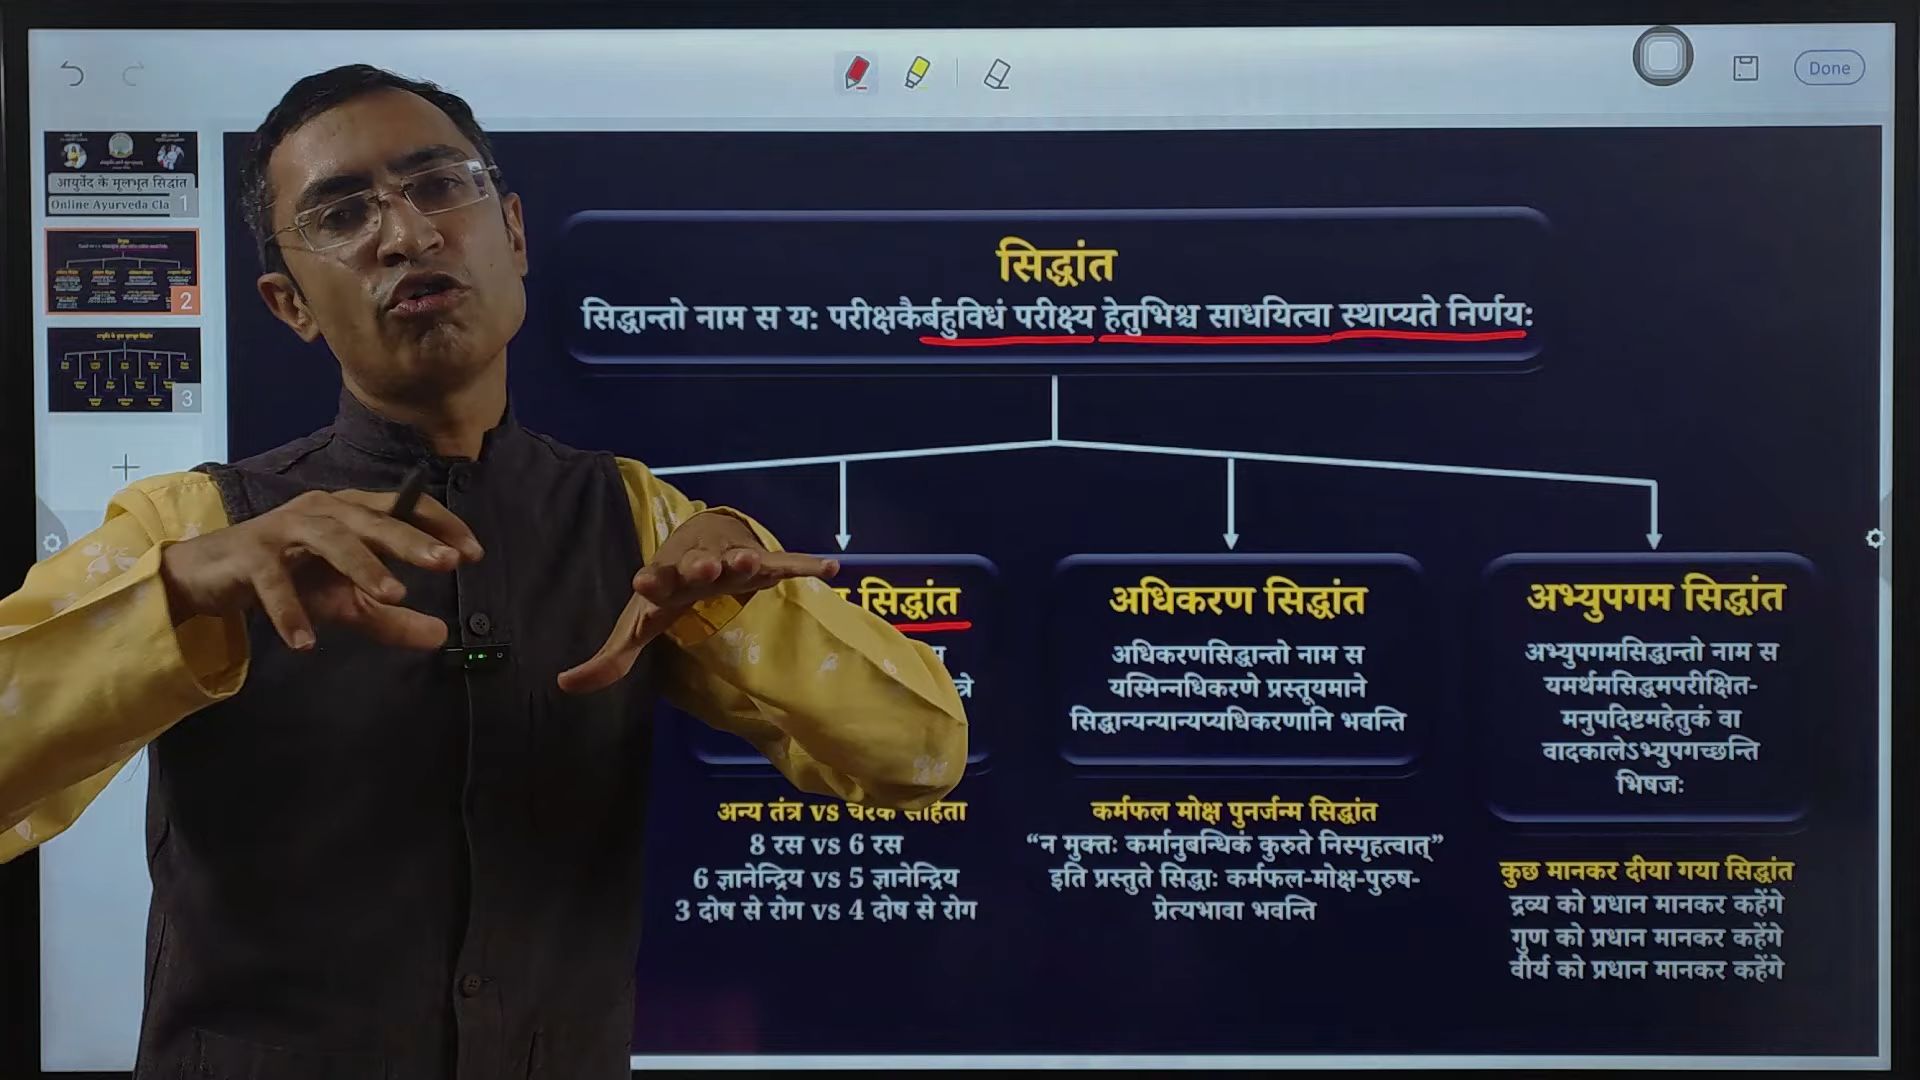 Done
आयुर्वेद के मूलभूत सिद्धांत
Online Ayurveda Cla
1
2
3
सिद्धांत
सिद्धान्तो नाम स य: परीक्षकैर्बहुविधं परीक्ष्य हेतुभिश्च साधयित्वा स्थाप्यते निर्णय:
सिद्धांत
अन्य तंत्र vs चरक संहिता
8 रस vs 6 रस
6 ज्ञानेन्द्रिय vs 5 ज्ञानेन्द्रिय
3 दोष से रोग vs 4 दोष से रोग
अधिकरण सिद्धांत
अधिकरणसिद्धान्तो नाम स
यस्मिन्नधिकरणे प्रस्तूयमाने
सिद्धान्यन्यान्यप्यधिकरणानि भवन्ति
कर्मफल मोक्ष पुनर्जन्म सिद्धांत
“न मुक्तः कर्मानुबन्धिकं कुरुते निस्पृहत्वात्”
इति प्रस्तुते सिद्धाः कर्मफल-मोक्ष-पुरुष-
प्रेत्यभावा भवन्ति
अभ्युपगम सिद्धांत
अभ्युपगमसिद्धान्तो नाम स
यमर्थमसिद्धमपरीक्षित-
मनुपदिष्टमहेतुकं वा
वादकालेऽभ्युपगच्छन्ति
भिषजः
कुछ मानकर दीया गया सिद्धांत
द्रव्य को प्रधान मानकर कहेंगे
गुण को प्रधान मानकर कहेंगे
वीर्य को प्रधान मानकर कहेंगे